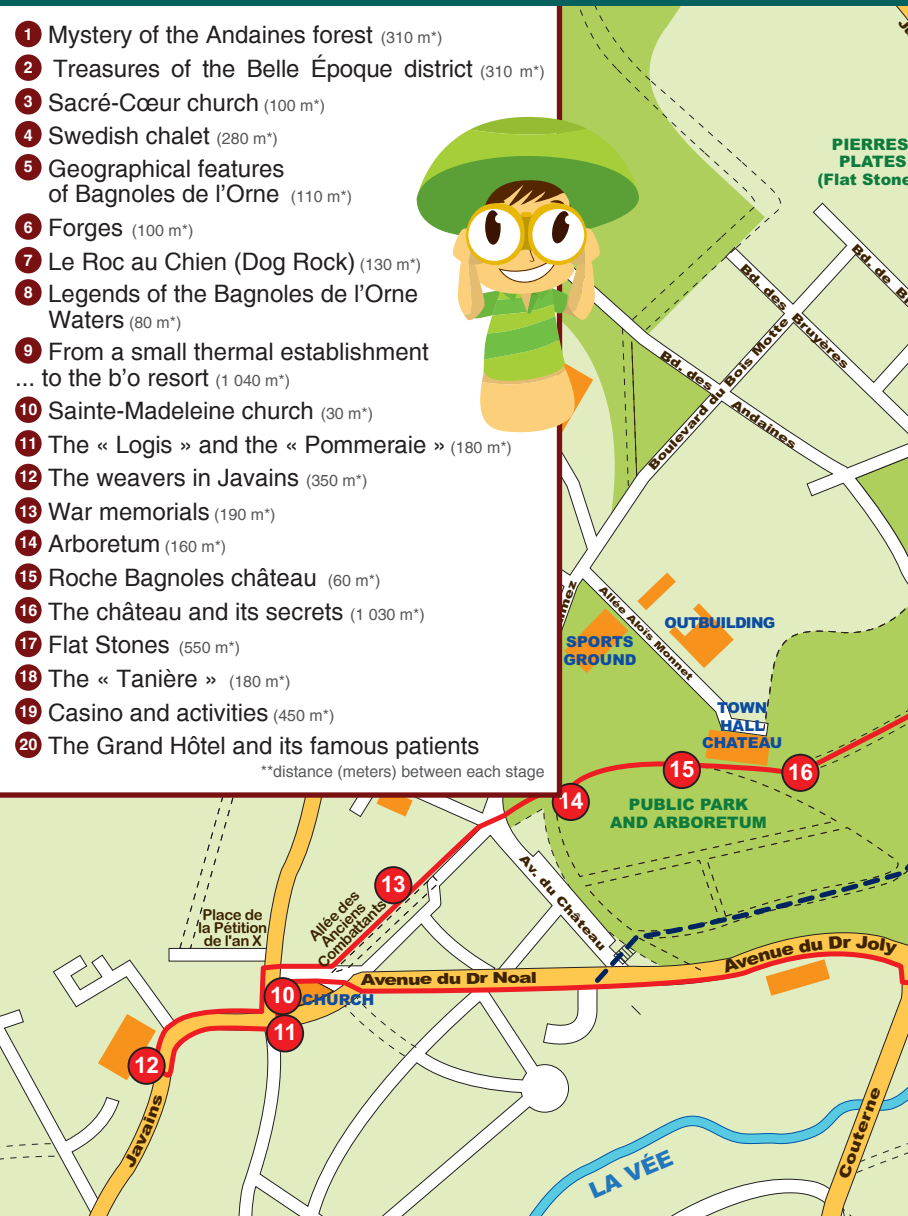 1 Mystery of the Andaines forest (310 m*)
2 Treasures of the Belle Époque district (310 m*)
3 Sacré-Cœur church (100 m*)
4 Swedish chalet (280 m*)
5 Geographical features
of Bagnoles de l'Orne (110 m*)
6 Forges (100 m*)
7 Le Roc au Chien (Dog Rock) (130 m*)
8 Legends of the Bagnoles de l'Orne
Waters (80 m*)
9 From a small thermal establishment
... to the b'o resort (1 040 m*)
10 Sainte-Madeleine church (30 m*)
11 The « Logis » and the « Pommeraie » (180 m*)
12 The weavers in Javains (350 m*)
13 War memorials (190 m*)
14 Arboretum (160 m*)
15 Roche Bagnoles château (60 m*)
16 The château and its secrets (1 030 m*)
17 Flat Stones (550 m*)
18 The « Tanière » (180 m*)
19 Casino and activities (450 m*)
20 The Grand Hôtel and its famous patients
**distance (meters) between each stage
PIERRES
PLATES
(Flat Stone
Bd. de B
Bd. des Bruyères
Boulevard du Bois Motte
Bd. des Andaines
Allée Aloïs Monnet
OUTBUILDING
SPORTS
GROUND
TOWN
HALL
CHATEAU
15
16
14
PUBLIC PARK
AND ARBORETUM
13
Av. du Château
Allée des
Anciens
Combattants
Place de
la Pétition
de l'an X
Avenue du Dr Joly
Avenue du Dr Noal
10
CHURCH
11
12
Javains
Couterne
LA VÉE